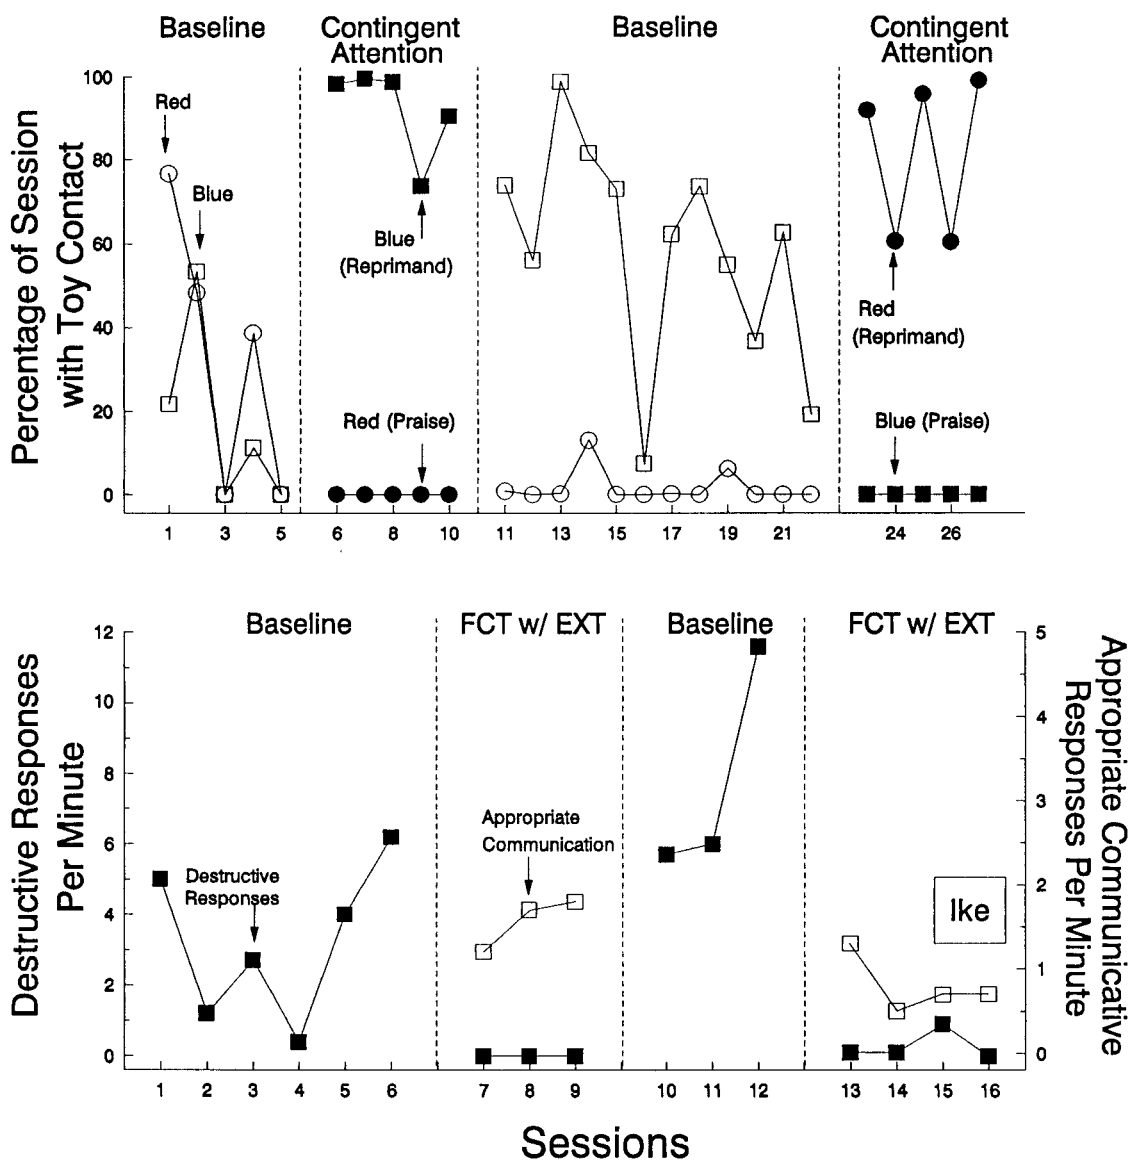 Baseline
Contingent
Attention
Baseline
Contingent
Attention
Percentage of Session
with Toy Contact
100
80
60
40
20
0
Red
Blue
Blue
(Reprimand)
Red (Praise)
Red
(Reprimand)
Blue (Praise)
1 3 5 6 8 10 11 13 15 17 19 21 24 26
Baseline
FCT w/ EXT
Baseline
FCT w/ EXT
Destructive Responses
Per Minute
12
10
8
6
4
2
0
Destructive
Responses
Appropriate
Communication
Ike
5
4
3
2
1
0
Appropriate Communicative
Responses Per Minute
1 2 3 4 5 6 7 8 9 10 11 12 13 14 15 16
Sessions